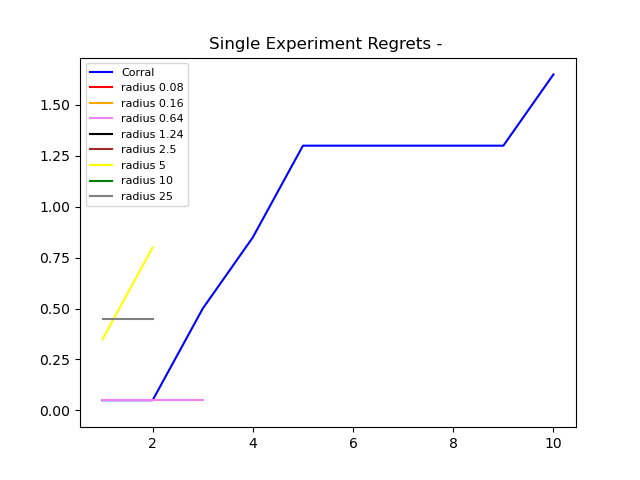 Single Experiment Regrets -
Corral
radius 0.08
radius 0.16
radius 0.64
radius 1.24
radius 2.5
radius 5
radius 10
radius 25
1.50
1.25
1.00
0.75
0.50
0.25
0.00
2 4 6 8 10